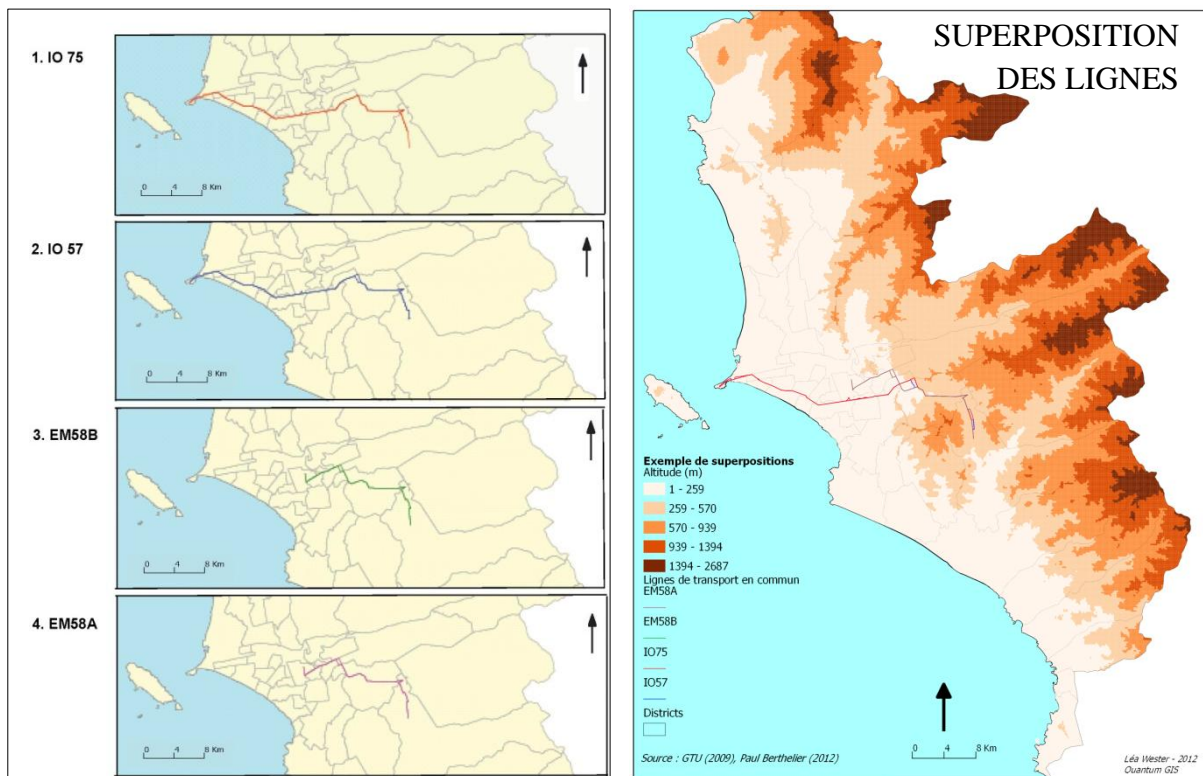 1. IO 75
0 4 8 Km
2. IO 57
0 4 8 Km
3. EM58B
0 4 8 Km
4. EM58A
0 4 8 Km
SUPERPOSITION
DES LIGNES
Exemple de superpositions
Altitude (m)
1 - 259
259 - 570
570 - 939
939 - 1394
1394 - 2687
Lignes de transport en commun
EM58A
EM58B
IO75
IO57
Districts
0 4 8 Km
Source : GTU (2009), Paul Berthelier (2012)
Léa Wester - 2012
Quantum GIS